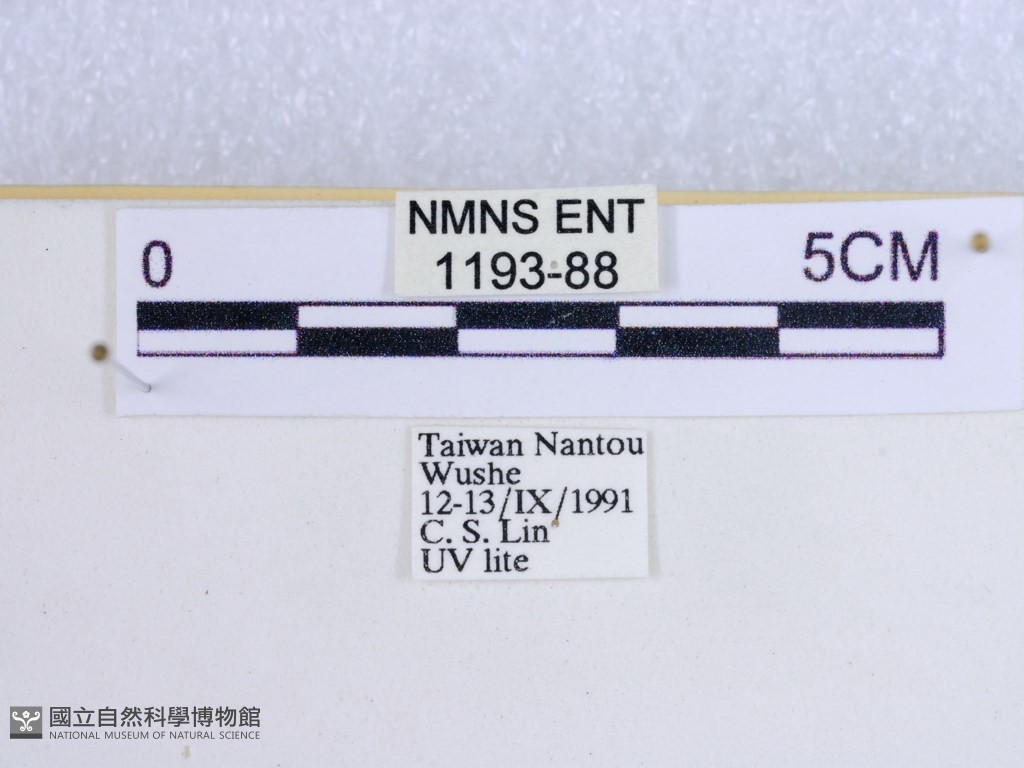 NMNS ENT
1193-88
0
5CM
Taiwan Nantou
Wushe
12-13/IX/1991
C. S. Lin
UV lite
國立自然科學博物館
NATIONAL MUSEUM OF NATURAL SCIENCE